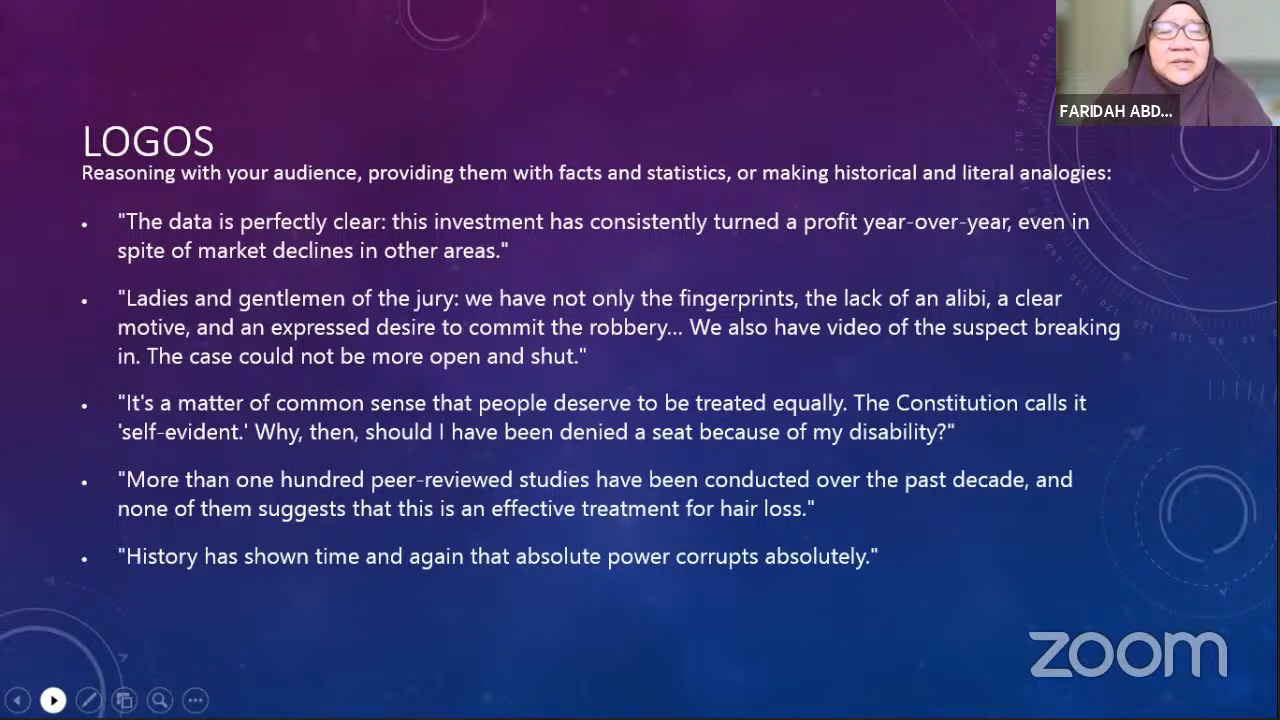 FARIDAH ABD...
LOGOS
Reasoning with your audience, providing them with facts and statistics, or making historical and literal analogies:
• "The data is perfectly clear: this investment has consistently turned a profit year-over-year, even in
spite of market declines in other areas."
• "Ladies and gentlemen of the jury: we have not only the fingerprints, the lack of an alibi, a clear
motive, and an expressed desire to commit the robbery... We also have video of the suspect breaking
in. The case could not be more open and shut."
• "It's a matter of common sense that people deserve to be treated equally. The Constitution calls it
'self-evident.' Why, then, should I have been denied a seat because of my disability?"
• "More than one hundred peer-reviewed studies have been conducted over the past decade, and
none of them suggests that this is an effective treatment for hair loss."
• "History has shown time and again that absolute power corrupts absolutely."
zoom